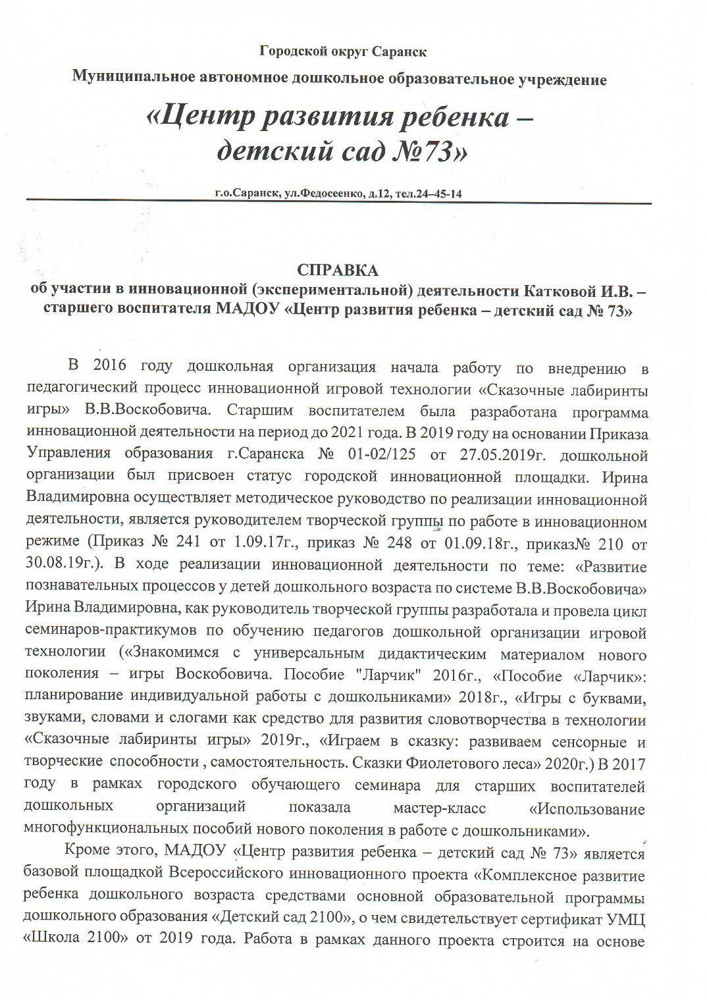 Городской округ Саранск
Муниципальное автономное дошкольное образовательное учреждение
«Центр развития ребенка –
детский сад №73»
г.о.Саранск, ул.Федосеенко, д.12, тел.24–45-14
СПРАВКА
об участии в инновационной (экспериментальной) деятельности Катковой И.В. –
старшего воспитателя МАДОУ «Центр развития ребенка – детский сад № 73»
В 2016 году дошкольная организация начала работу по внедрению в
педагогический процесс инновационной игровой технологии «Сказочные лабиринты
игры» В.В.Воскобовича. Старшим воспитателем была разработана программа
инновационной деятельности на период до 2021 года. В 2019 году на основании Приказа
Управления образования г.Саранска № 01-02/125 от 27.05.2019г. дошкольной
организации был присвоен статус городской инновационной площадки. Ирина
Владимировна осуществляет методическое руководство по реализации инновационной
деятельности, является руководителем творческой группы по работе в инновационном
режиме (Приказ № 241 от 1.09.17г., приказ № 248 от 01.09.18г., приказ№ 210 от
30.08.19г.). В ходе реализации инновационной деятельности по теме: «Развитие
познавательных процессов у детей дошкольного возраста по системе В.В.Воскобовича»
Ирина Владимировна, как руководитель творческой группы разработала и провела цикл
семинаров-практикумов по обучению педагогов дошкольной организации игровой
технологии («Знакомимся с универсальным дидактическим материалом нового
поколения – игры Воскобовича. Пособие "Ларчик" 2016г., «Пособие «Ларчик»:
планирование индивидуальной работы с дошкольниками» 2018г., «Игры с буквами,
звуками, словами и слогами как средство для развития словотворчества в технологии
«Сказочные лабиринты игры» 2019г., «Играем в сказку: развиваем сенсорные и
творческие способности , самостоятельность. Сказки Фиолетового леса» 2020г.) В 2017
году в рамках городского обучающего семинара для старших воспитателей
дошкольных организаций показала мастер-класс «Использование
многофункциональных пособий нового поколения в работе с дошкольниками».
Кроме этого, МАДОУ «Центр развития ребенка – детский сад № 73» является
базовой площадкой Всероссийского инновационного проекта «Комплексное развитие
ребенка дошкольного возраста средствами основной образовательной программы
дошкольного образования «Детский сад 2100», о чем свидетельствует сертификат УМЦ
«Школа 2100» от 2019 года. Работа в рамках данного проекта строится на основе